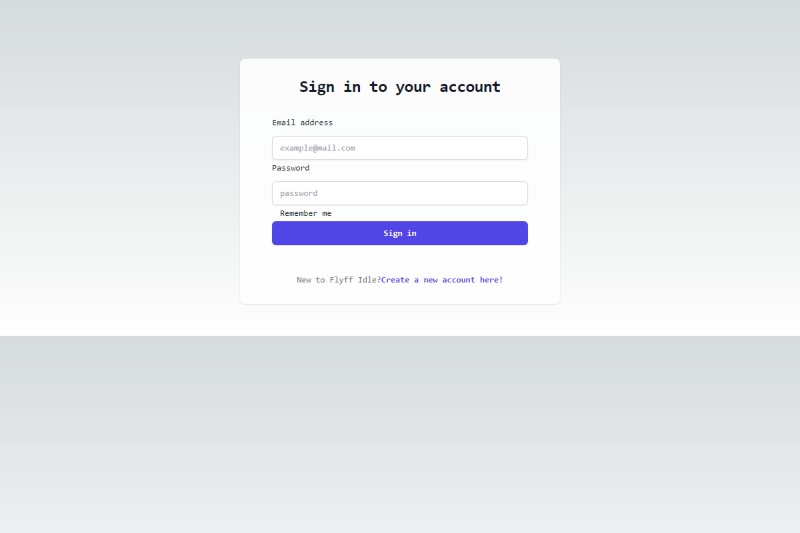 Sign in to your account
Email address
example@mail.com
Password
password
Remember me
Sign in
New to Flyff Idle?Create a new account here!